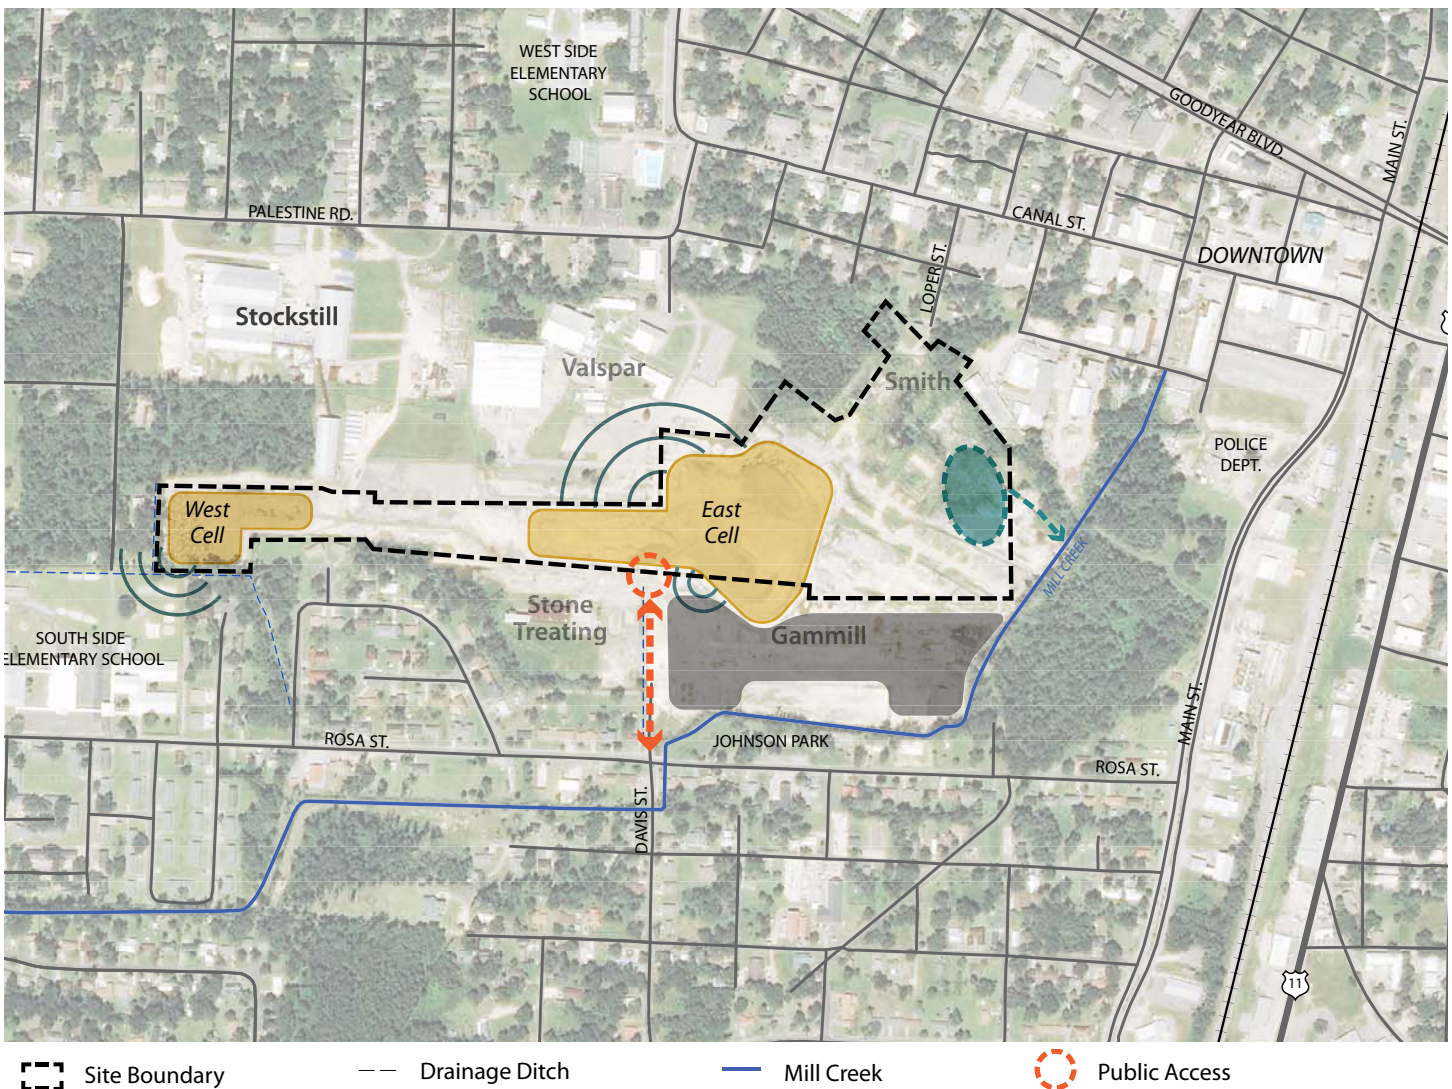 WEST SIDE
ELEMENTARY
SCHOOL
GOODYEAR BLVD.
MAIN ST.
PALESTINE RD.
CANAL ST.
DOWNTOWN
LOPER ST.
Stockstill
Valspar
Smith
POLICE
DEPT.
West
Cell
East
Cell
MILL CREEK
Stone
Treating
Gammill
SOUTH SIDE
ELEMENTARY SCHOOL
MAIN ST.
ROSA ST.
JOHNSON PARK
ROSA ST.
DAVIS ST.
11
Site Boundary
Drainage Ditch
Mill Creek
Public Access